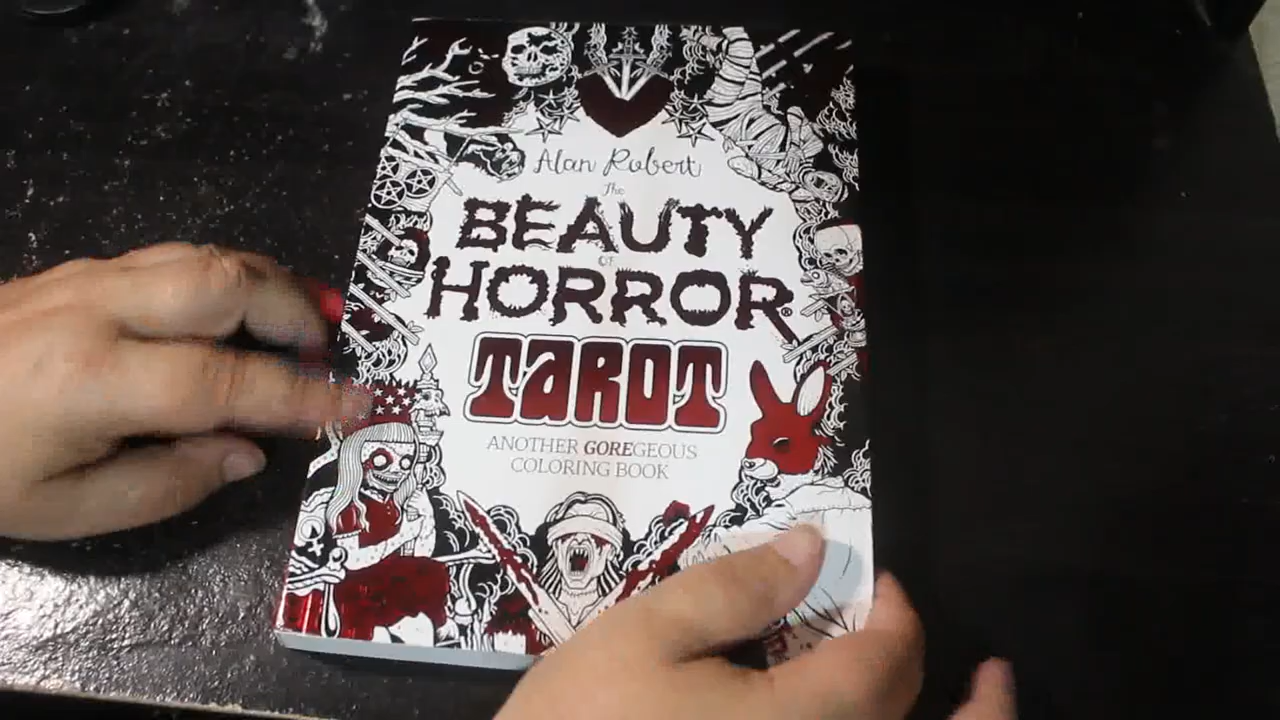 Alan Robert
The
BEAUTY
OF
HORROR®
TAROT
ANOTHER GOREGEOUS
COLORING BOOK